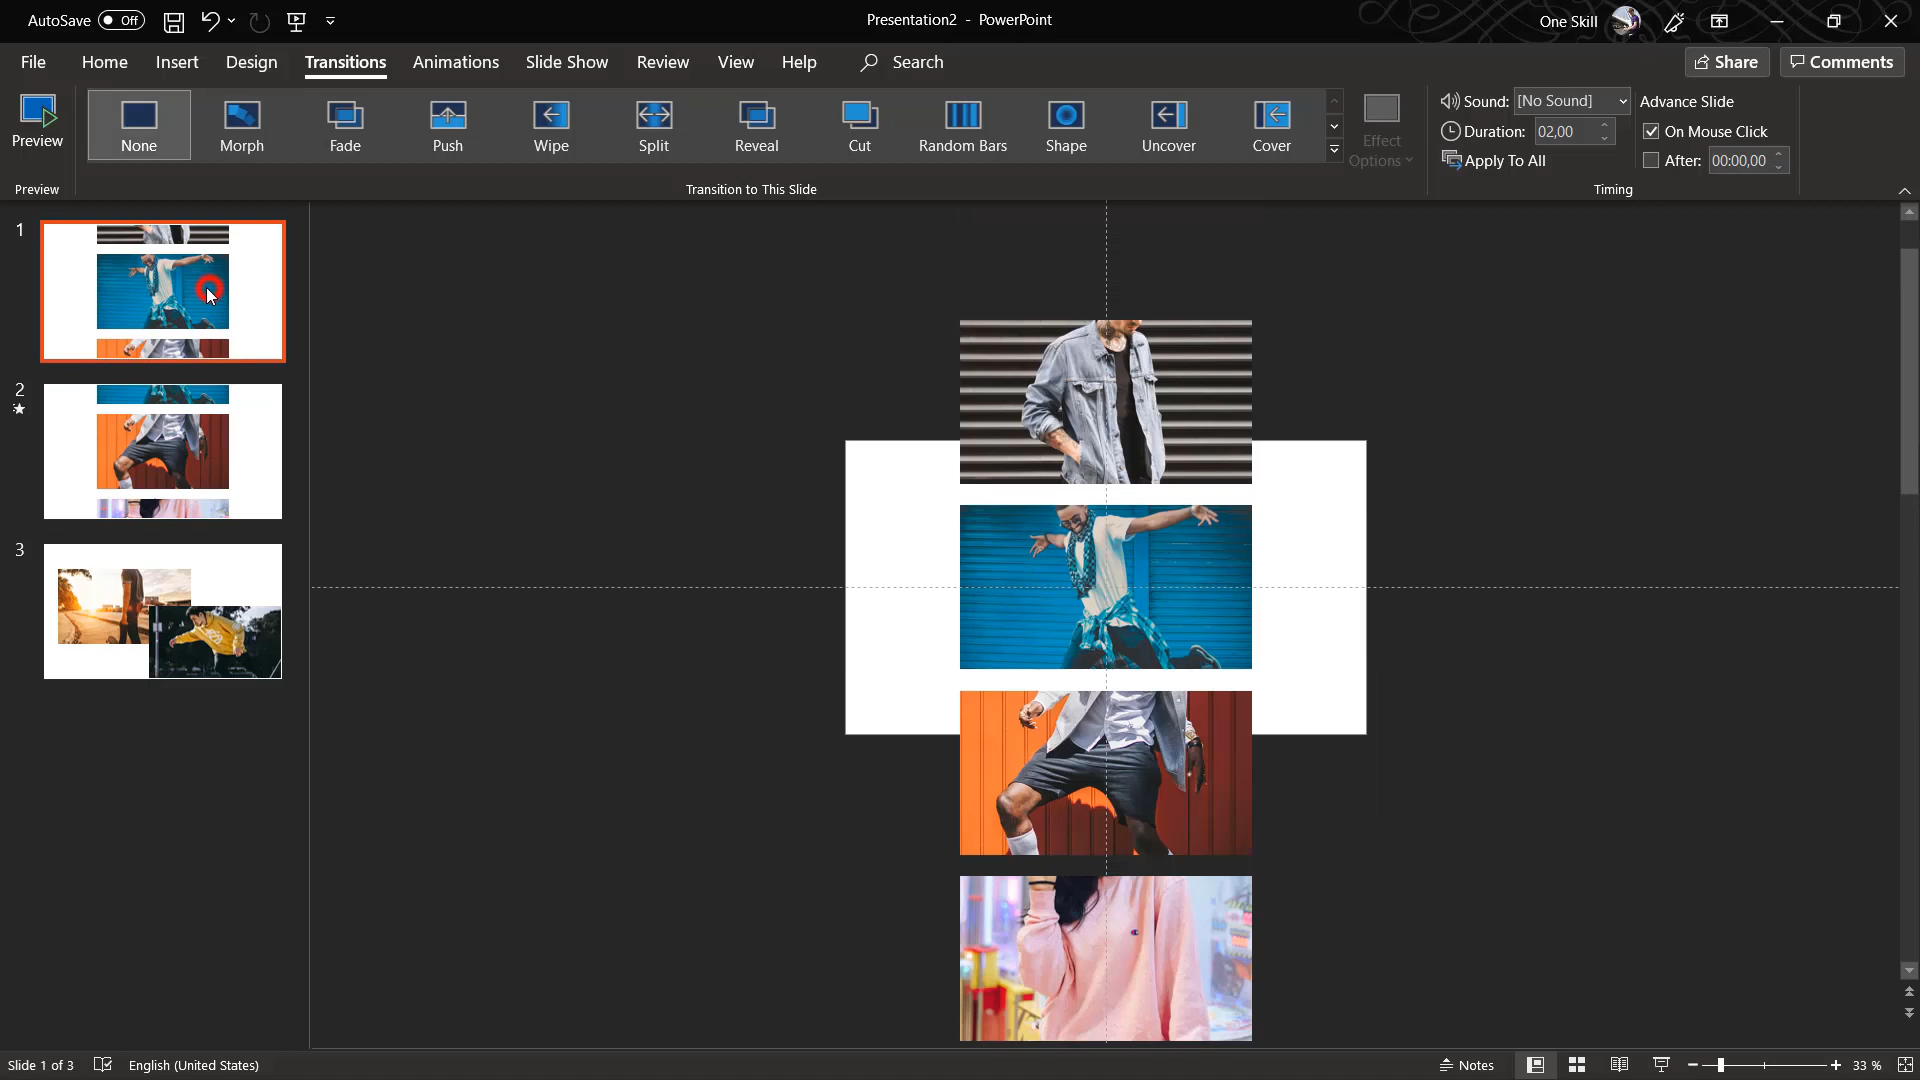 AutoSave Off
Presentation2 - PowerPoint
One Skill
File Home Insert Design Transitions Animations Slide Show Review View Help Search
Share Comments
Preview
None Morph Fade Push Wipe Split Reveal Cut Random Bars Shape Uncover Cover
Effect
Options
Sound: [No Sound]
Duration: 02,00
Apply To All
Advance Slide
On Mouse Click
After: 00:00,00
Preview
Transition to This Slide
Timing
1
2
3
Slide 1 of 3 English (United States)
Notes
33 %